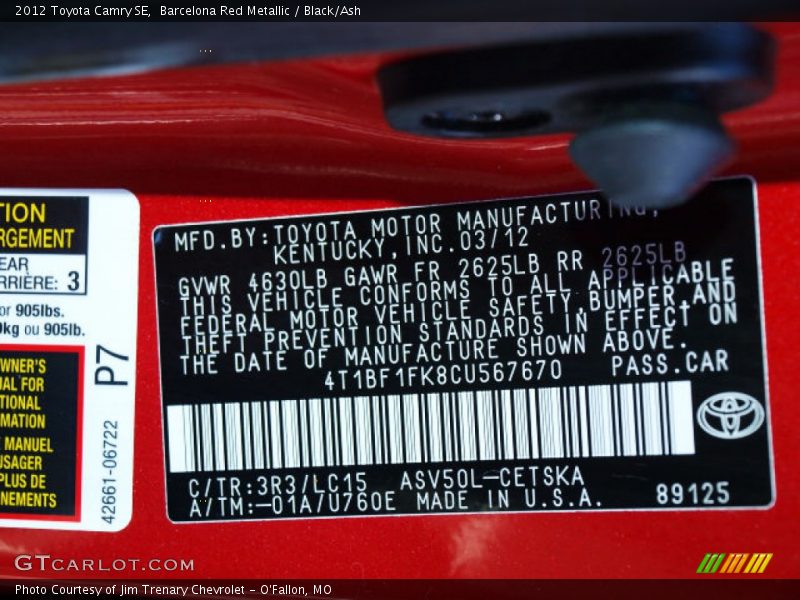 2012 Toyota Camry SE, Barcelona Red Metallic / Black/Ash
TION
RGEMENT
EAR
RRIÈRE: 3
or 905lbs.
0kg ou 905lb.
WNER'S
UAL FOR
TIONAL
MATION
MANUEL
USAGER
PLUS DE
NEMENTS
P7
42661-06722
MFD.BY:TOYOTA MOTOR MANUFACTURING,
KENTUCKY,INC.03/12
GVWR 4630LB GAWR FR 2625LB RR 2625LB
THIS VEHICLE CONFORMS TO ALL APPLICABLE
FEDERAL MOTOR VEHICLE SAFETY,BUMPER,AND
THEFT PREVENTION STANDARDS IN EFFECT ON
THE DATE OF MANUFACTURE SHOWN ABOVE.
4T1BF1FK8CU567670 PASS.CAR
C/TR:3R3/LC15 ASV50L-CETSKA
A/TM:-01A/U760E MADE IN U.S.A. 89125
GTCARLOT.COM
Photo Courtesy of Jim Trenary Chevrolet - O'Fallon, MO